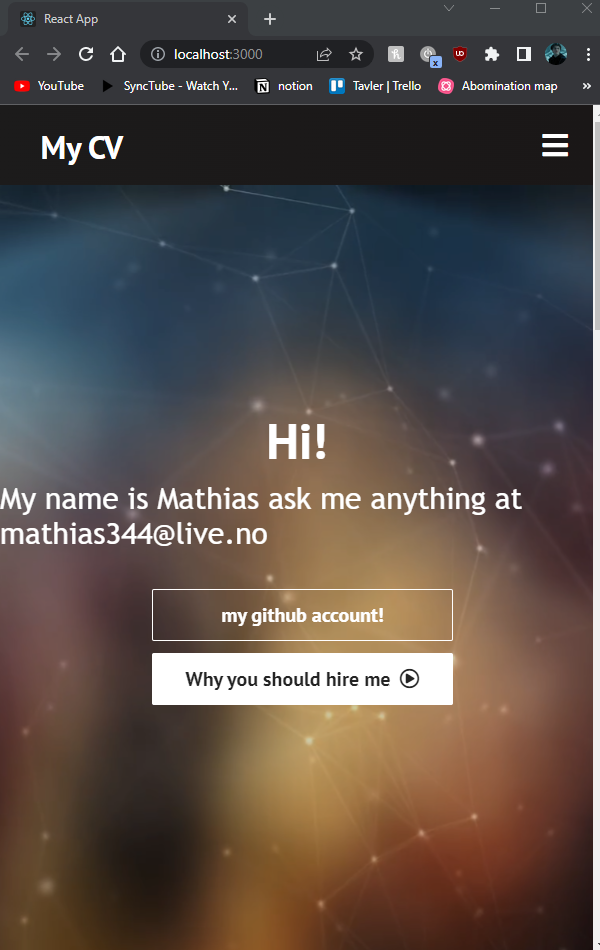 React App
localhost:3000
UD
x
YouTube
SyncTube - Watch Y...
notion
Tavler | Trello
Abomination map
»
My CV
Hi!
My name is Mathias ask me anything at
mathias344@live.no
my github account!
Why you should hire me